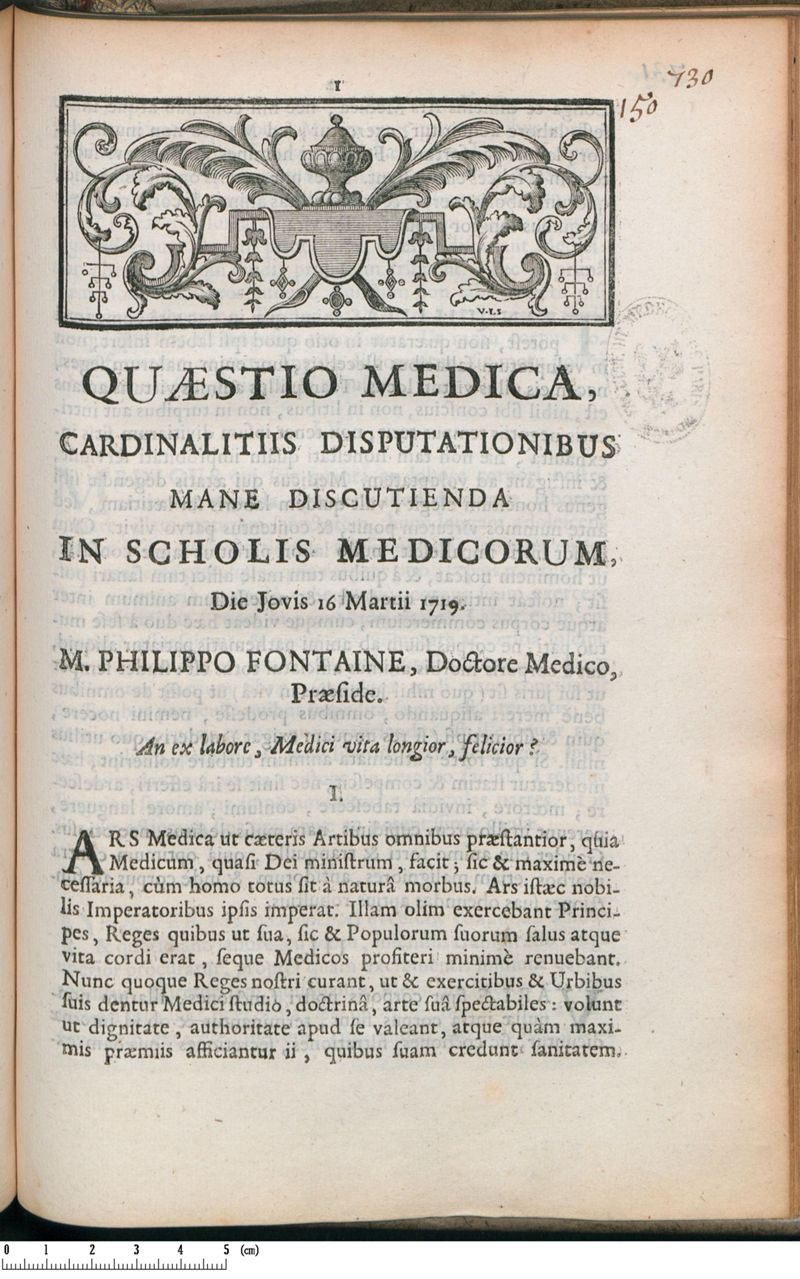 730
150
1
V.LS
QUÆSTIO MEDICA,
CARDINALITIIS DISPUTATIONIBUS
MANE DISCUTIENDA
IN SCHOLIS MEDICORUM,
Die Jovis 16 Martii 1719.
M. PHILIPPO FONTAINE, Doctore Medico,
Præside.
An ex labore, Medici vita longior, felicior ?
I.
ARS Medica ut cæteris Artibus omnibus præstantior, quia
Medicum, quasi Dei ministrum, facit ; sic & maximè ne-
cessaria, cùm homo totus sit à naturâ morbus. Ars istæc nobi-
lis Imperatoribus ipsis imperat. Illam olim exercebant Princi-
pes, Reges quibus ut sua, sic & Populorum suorum salus atque
vita cordi erat, seque Medicos profiteri minimè renuebant.
Nunc quoque Reges nostri curant, ut & exercitibus & Urbibus
suis dentur Medici studio, doctrinâ, arte suâ spectabiles : volunt
ut dignitate, authoritate apud se valeant, atque quàm maxi-
mis præmiis afficiantur ii, quibus suam credunt sanitatem.
0 1 2 3 4 5 (cm)